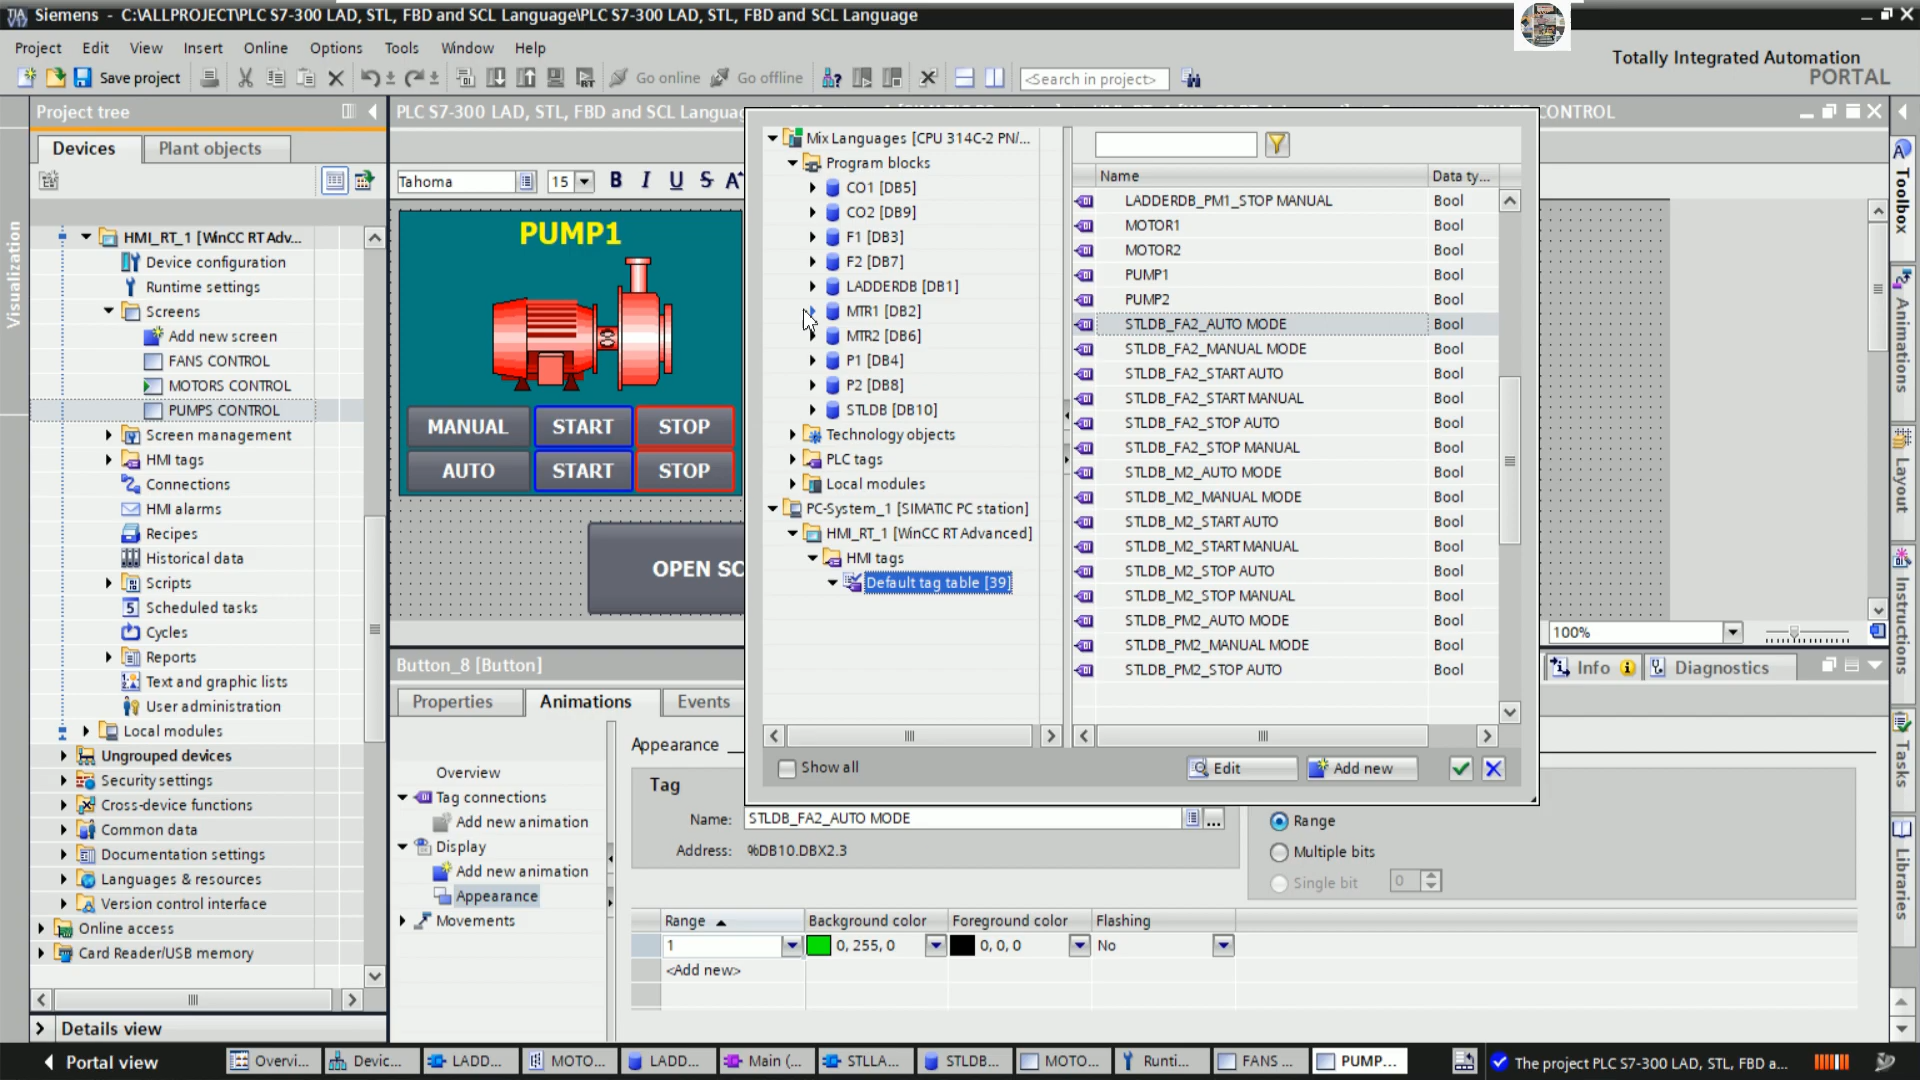 Siemens - C:\ALLPROJECT\PLC S7-300 LAD, STL, FBD and SCL Language\PLC S7-300 LAD, STL, FBD and SCL Language
Project Edit View Insert Online Options Tools Window Help
Totally Integrated Automation
PORTAL
Save project
Go online
Go offline
<Search in project>
Project tree
PLC S7-300 LAD, STL, FBD and SCL Languag
CONTROL
Devices
Plant objects
Visualization
HMI_RT_1 [WinCC RT Adv...
Device configuration
Runtime settings
Screens
Add new screen
FANS CONTROL
MOTORS CONTROL
PUMPS CONTROL
Screen management
HMI tags
Connections
HMI alarms
Recipes
Historical data
Scripts
Scheduled tasks
Cycles
Reports
Text and graphic lists
User administration
Local modules
Ungrouped devices
Security settings
Cross-device functions
Common data
Documentation settings
Languages & resources
Version control interface
Online access
Card Reader/USB memory
Details view
Tahoma
15
B I U S A
PUMP1
MANUAL START STOP
AUTO START STOP
OPEN SC
Mix Languages [CPU 314C-2 PN/...
Program blocks
CO1 [DB5]
CO2 [DB9]
F1 [DB3]
F2 [DB7]
LADDERDB [DB1]
MTR1 [DB2]
MTR2 [DB6]
P1 [DB4]
P2 [DB8]
STLDB [DB10]
Technology objects
PLC tags
Local modules
PC-System_1 [SIMATIC PC station]
HMI_RT_1 [WinCC RT Advanced]
HMI tags
Default tag table [39]
Show all
Name Data ty...
LADDERDB_PM1_STOP MANUAL Bool
MOTOR1 Bool
MOTOR2 Bool
PUMP1 Bool
PUMP2 Bool
STLDB_FA2_AUTO MODE Bool
STLDB_FA2_MANUAL MODE Bool
STLDB_FA2_START AUTO Bool
STLDB_FA2_START MANUAL Bool
STLDB_FA2_STOP AUTO Bool
STLDB_FA2_STOP MANUAL Bool
STLDB_M2_AUTO MODE Bool
STLDB_M2_MANUAL MODE Bool
STLDB_M2_START AUTO Bool
STLDB_M2_START MANUAL Bool
STLDB_M2_STOP AUTO Bool
STLDB_M2_STOP MANUAL Bool
STLDB_PM2_AUTO MODE Bool
STLDB_PM2_MANUAL MODE Bool
STLDB_PM2_STOP AUTO Bool
Edit
Add new
100%
Button_8 [Button]
Info
Diagnostics
Properties
Animations
Events
Overview
Tag connections
Add new animation
Display
Add new animation
Appearance
Movements
Appearance
Tag
Name: STLDB_FA2_AUTO MODE
Address: %DB10.DBX2.3
Range
Multiple bits
Single bit 0
Range Background color Foreground color Flashing
1 0, 255, 0 0, 0, 0 No
<Add new>
Toolbox
Animations
Layout
Instructions
Tasks
Libraries
Portal view
Overvi...
Devic...
LADD...
MOTO...
LADD...
Main (...
STLLA...
STLDB...
MOTO...
Runti...
FANS ...
PUMP...
The project PLC S7-300 LAD, STL, FBD a...